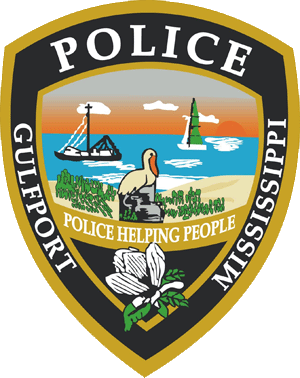 POLICE
GULFPORT
MISSISSIPPI
POLICE HELPING PEOPLE